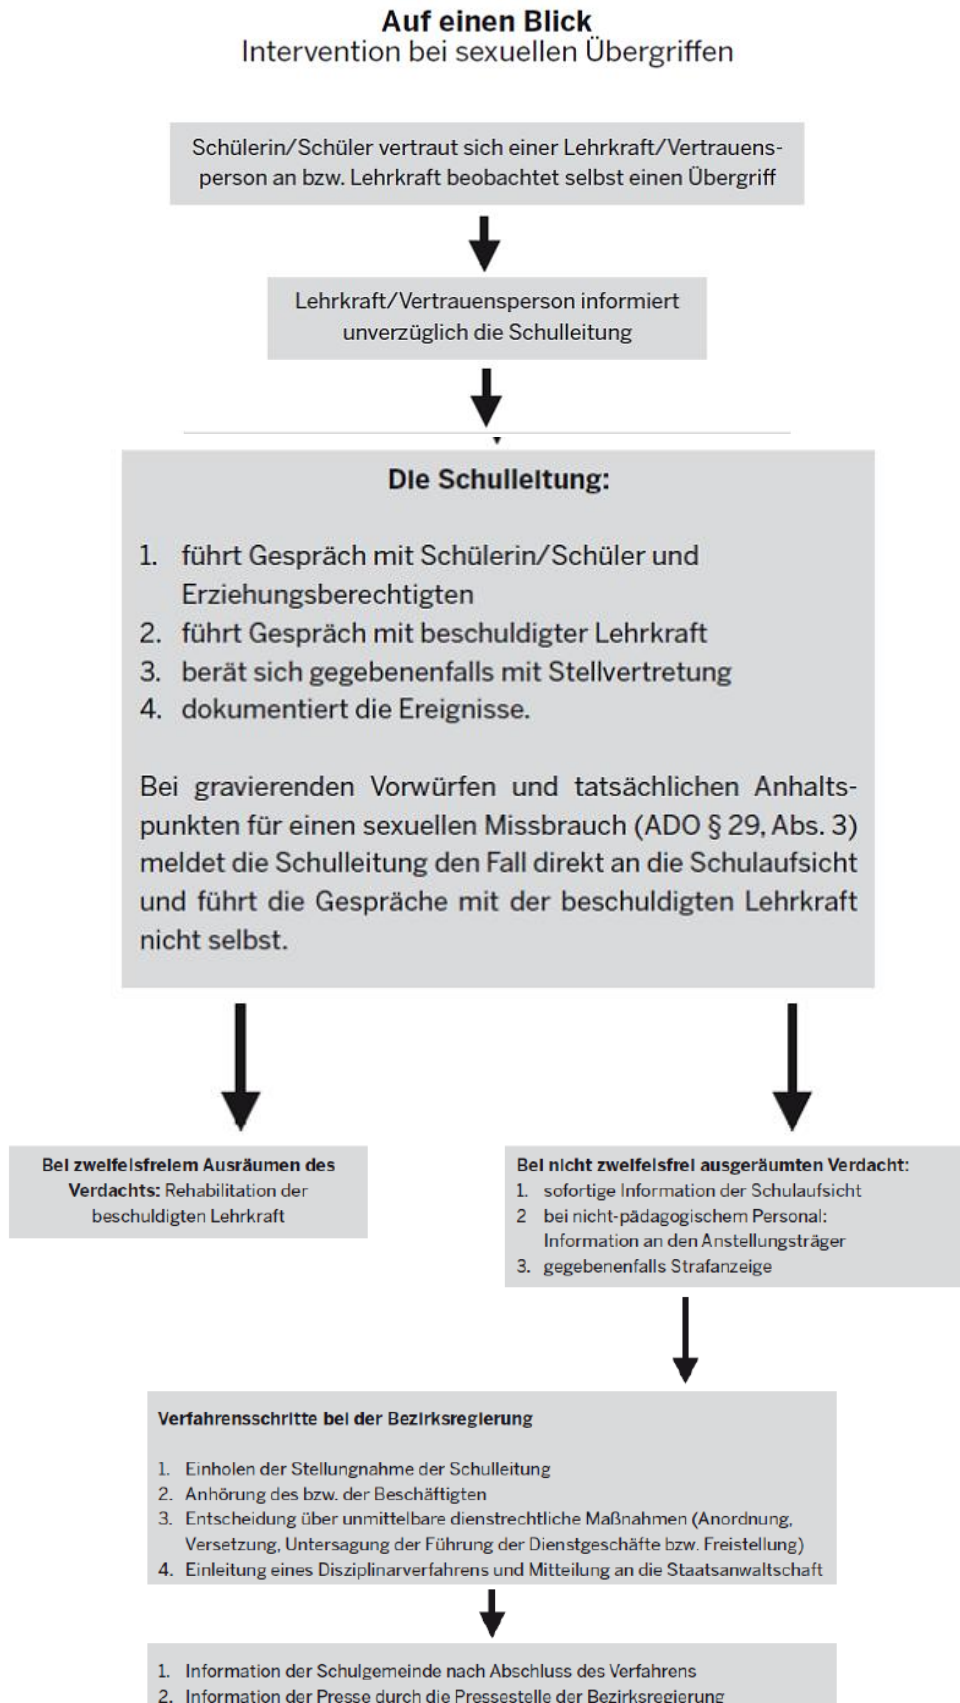 Auf einen Blick
Intervention bei sexuellen Übergriffen
Schülerin/Schüler vertraut sich einer Lehrkraft/Vertrauens-
person an bzw. Lehrkraft beobachtet selbst einen Übergriff
Lehrkraft/Vertrauensperson informiert
unverzüglich die Schulleitung
Die Schulleitung:
1. führt Gespräch mit Schülerin/Schüler und
Erziehungsberechtigten
2. führt Gespräch mit beschuldigter Lehrkraft
3. berät sich gegebenenfalls mit Stellvertretung
4. dokumentiert die Ereignisse.
Bei gravierenden Vorwürfen und tatsächlichen Anhalts-
punkten für einen sexuellen Missbrauch (ADO § 29, Abs. 3)
meldet die Schulleitung den Fall direkt an die Schulaufsicht
und führt die Gespräche mit der beschuldigten Lehrkraft
nicht selbst.
Bei zweifelsfreiem Ausräumen des
Verdachts: Rehabilitation der
beschuldigten Lehrkraft
Bei nicht zweifelsfrei ausgeräumten Verdacht:
1. sofortige Information der Schulaufsicht
2 bei nicht-pädagogischem Personal:
Information an den Anstellungsträger
3. gegebenenfalls Strafanzeige
Verfahrensschritte bei der Bezirksregierung
1. Einholen der Stellungnahme der Schulleitung
2. Anhörung des bzw. der Beschäftigten
3. Entscheidung über unmittelbare dienstrechtliche Maßnahmen (Anordnung,
Versetzung, Untersagung der Führung der Dienstgeschäfte bzw. Freistellung)
4. Einleitung eines Disziplinarverfahrens und Mitteilung an die Staatsanwaltschaft
1. Information der Schulgemeinde nach Abschluss des Verfahrens
2. Information der Presse durch die Pressestelle der Bezirksregierung